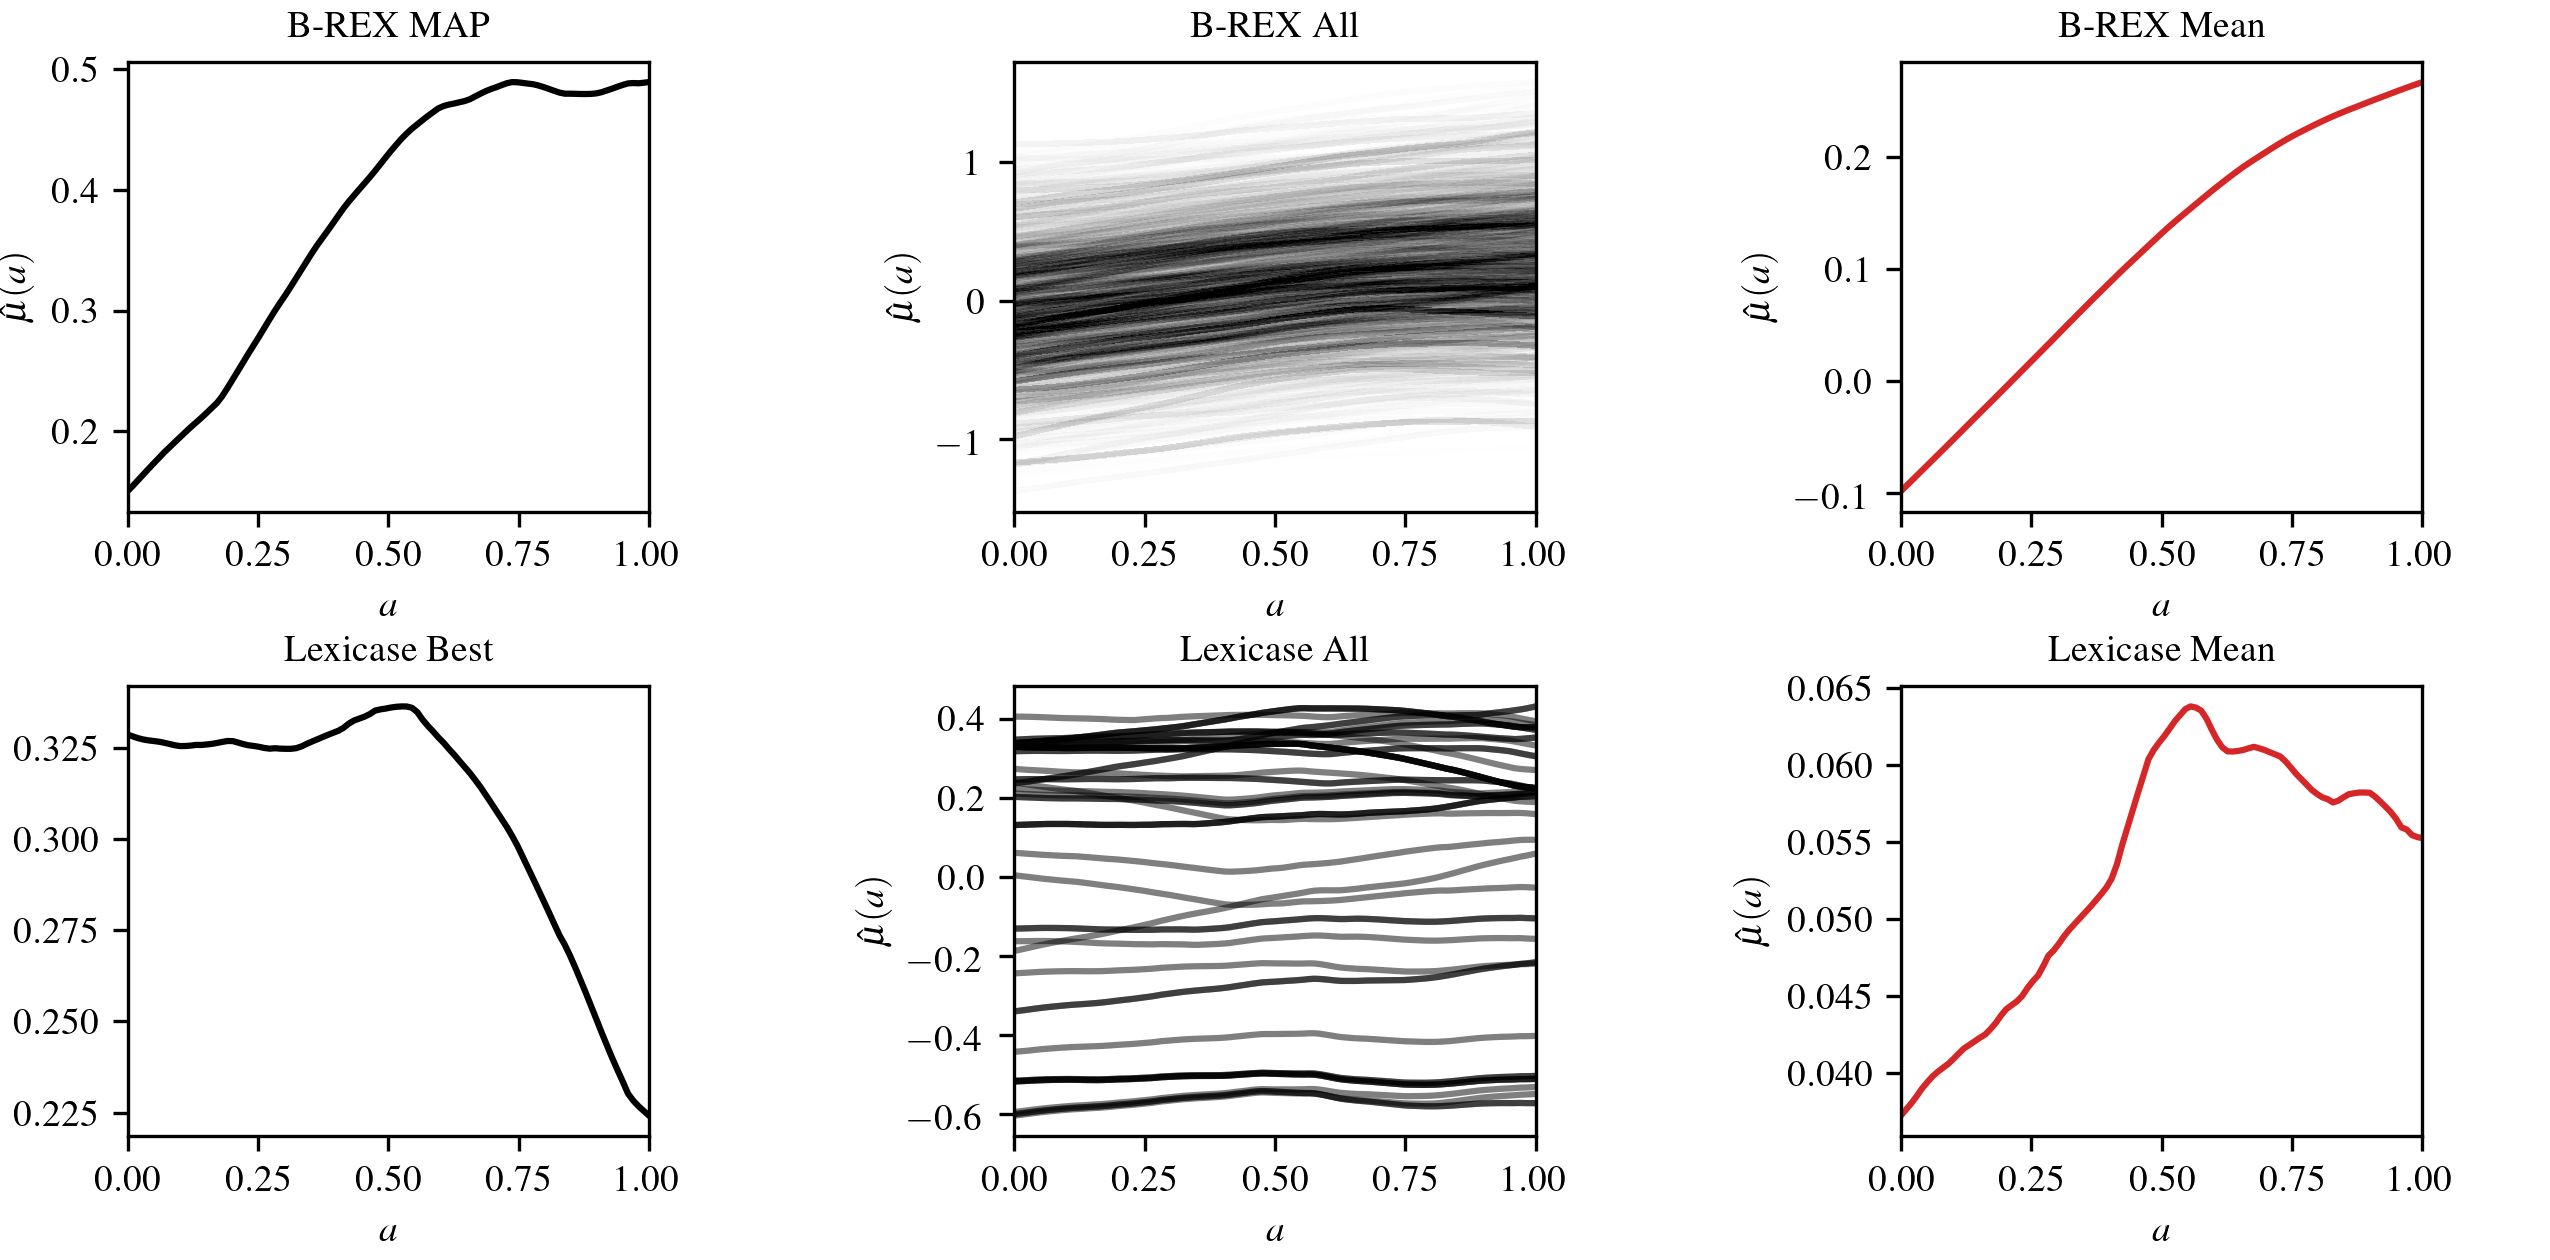 B-REX MAP
0.5
0.4
0.3
0.2
μ̂(a)
0.00 0.25 0.50 0.75 1.00
a
B-REX All
1
0
−1
μ̂(a)
0.00 0.25 0.50 0.75 1.00
a
B-REX Mean
0.2
0.1
0.0
−0.1
μ̂(a)
0.00 0.25 0.50 0.75 1.00
a
Lexicase Best
0.325
0.300
0.275
0.250
0.225
0.00 0.25 0.50 0.75 1.00
a
Lexicase All
0.4
0.2
0.0
−0.2
−0.4
−0.6
μ̂(a)
0.00 0.25 0.50 0.75 1.00
a
Lexicase Mean
0.065
0.060
0.055
0.050
0.045
0.040
μ̂(a)
0.00 0.25 0.50 0.75 1.00
a